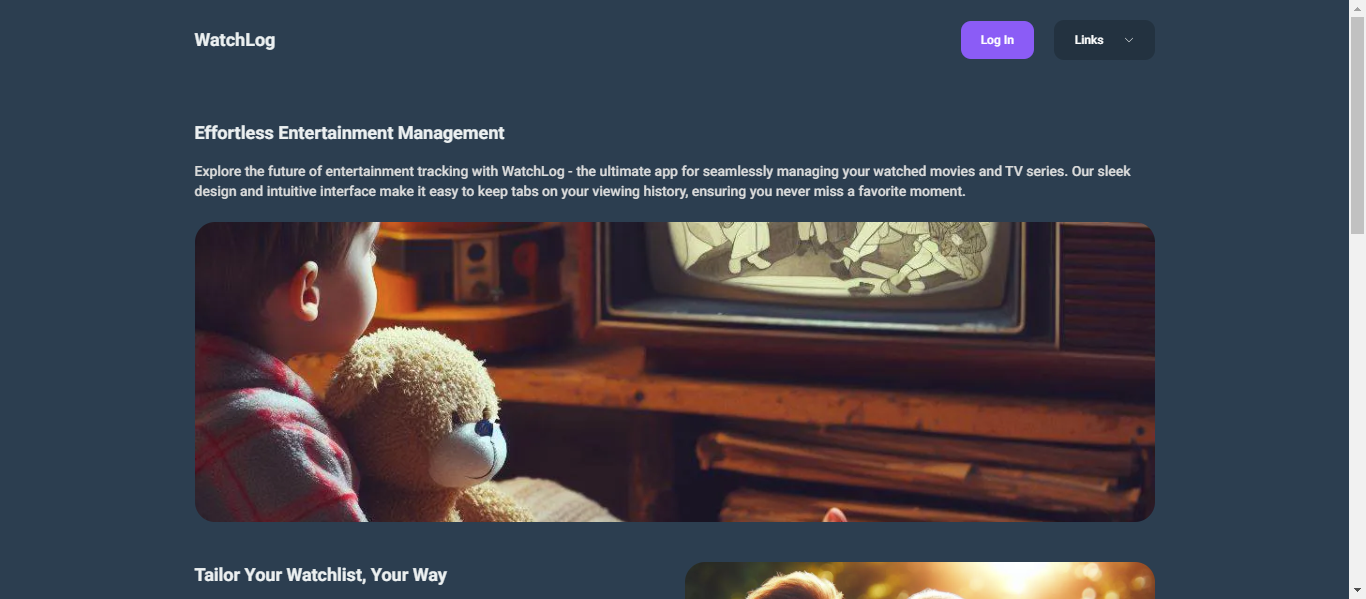 WatchLog
Log In
Links
Effortless Entertainment Management
Explore the future of entertainment tracking with WatchLog - the ultimate app for seamlessly managing your watched movies and TV series. Our sleek
design and intuitive interface make it easy to keep tabs on your viewing history, ensuring you never miss a favorite moment.
Tailor Your Watchlist, Your Way